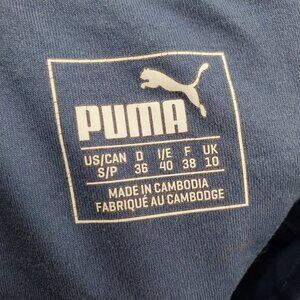 PUMA
US/CAN D I/E F UK
S/P 36 40 38 10
MADE IN CAMBODIA
FABRIQUÉ AU CAMBODGE